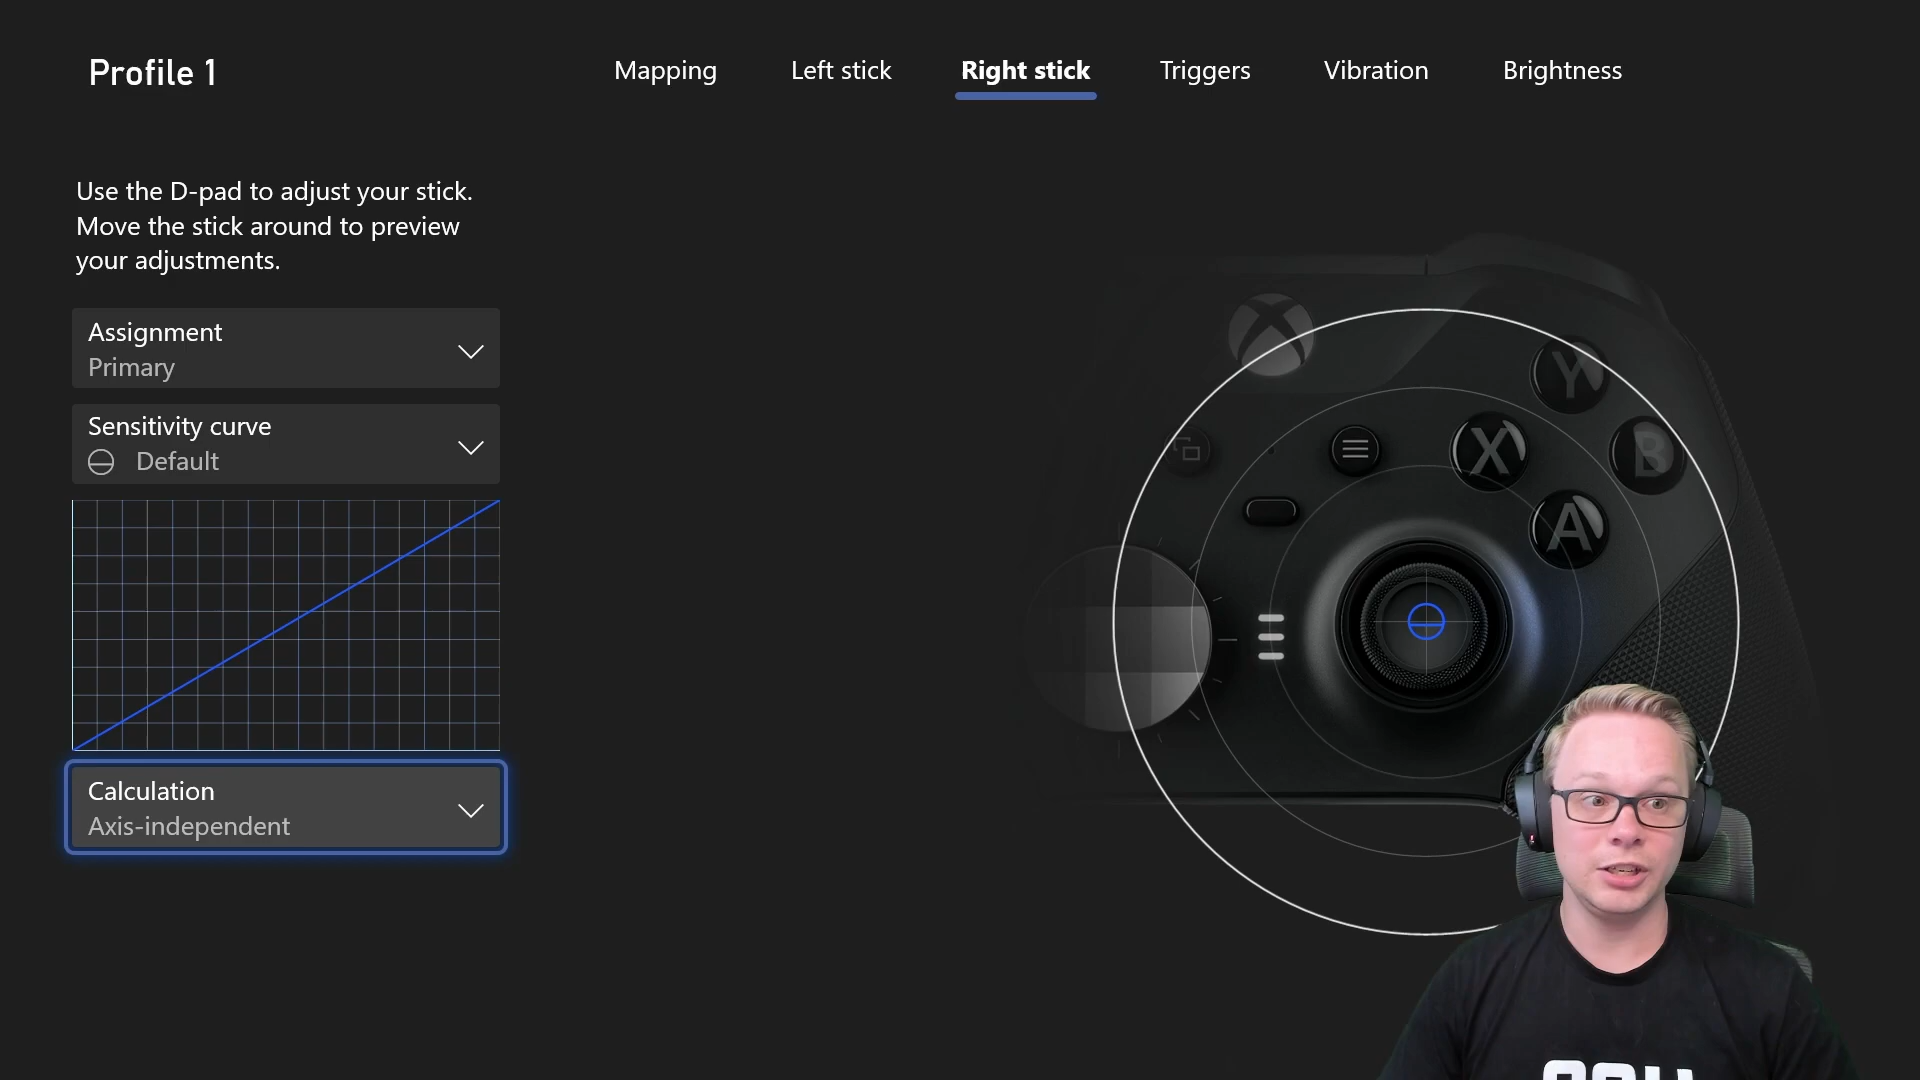 Profile 1
Mapping
Left stick
Right stick
Triggers
Vibration
Brightness
Use the D-pad to adjust your stick.
Move the stick around to preview
your adjustments.
Assignment
Primary
Sensitivity curve
Default
Calculation
Axis-independent
Y
X
B
A